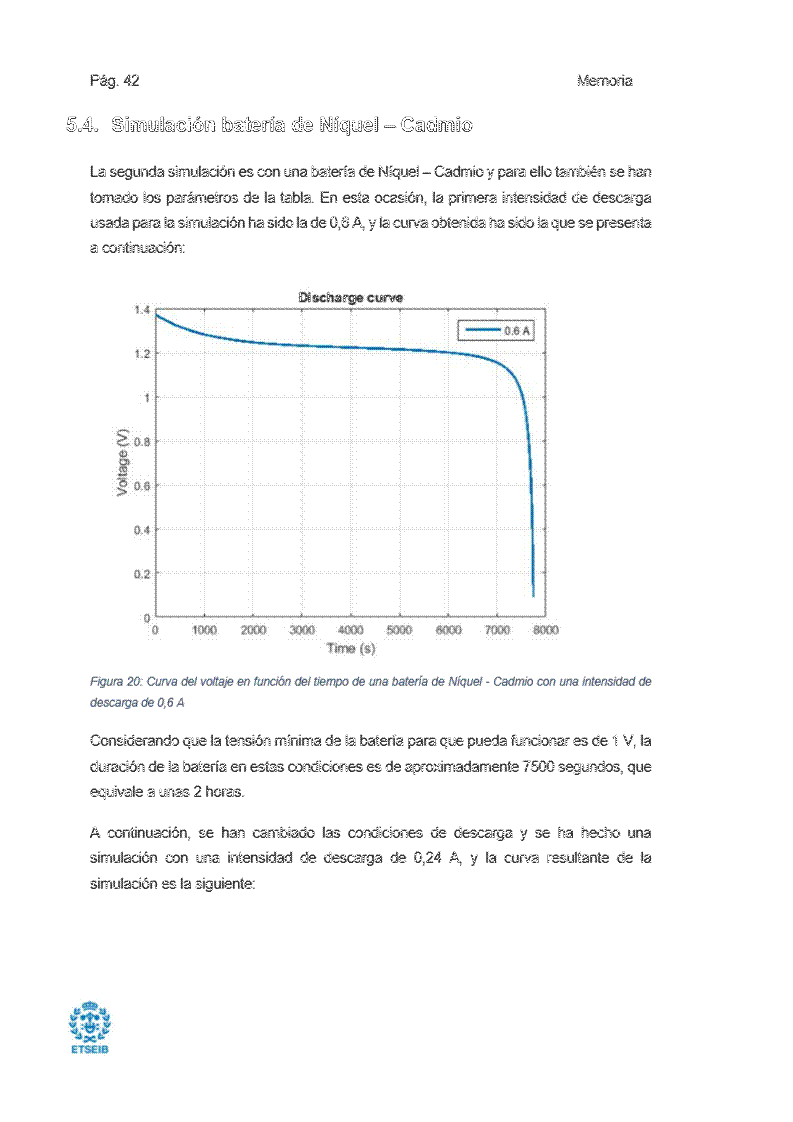 Pág. 42 Memoria
5.4. Simulación batería de Níquel – Cadmio
La segunda simulación es con una batería de Níquel – Cadmio y para ello también se han
tomado los parámetros de la tabla. En esta ocasión, la primera intensidad de descarga
usada para la simulación ha sido la de 0,6 A, y la curva obtenida ha sido la que se presenta
a continuación:
Discharge curve
0.6 A
1.4
1.2
1
0.8
0.6
0.4
0.2
0
Voltage (V)
0 1000 2000 3000 4000 5000 6000 7000 8000
Time (s)
Figura 20: Curva del voltaje en función del tiempo de una batería de Níquel - Cadmio con una intensidad de
descarga de 0,6 A
Considerando que la tensión mínima de la batería para que pueda funcionar es de 1 V, la
duración de la batería en estas condiciones es de aproximadamente 7500 segundos, que
equivale a unas 2 horas.
A continuación, se han cambiado las condiciones de descarga y se ha hecho una
simulación con una intensidad de descarga de 0,24 A, y la curva resultante de la
simulación es la siguiente:
ETSEIB